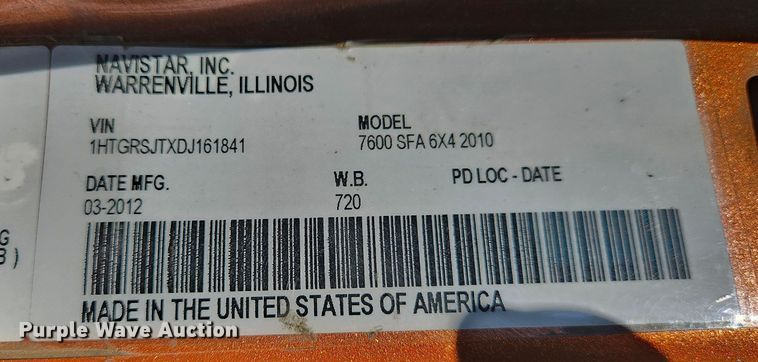 NAVISTAR, INC.
WARRENVILLE, ILLINOIS
VIN MODEL
1HTGRSJTXDJ161841 7600 SFA 6X4 2010
DATE MFG. W.B. PD LOC - DATE
03-2012 720
G
B )
MADE IN THE UNITED STATES OF AMERICA
Purple Wave Auction